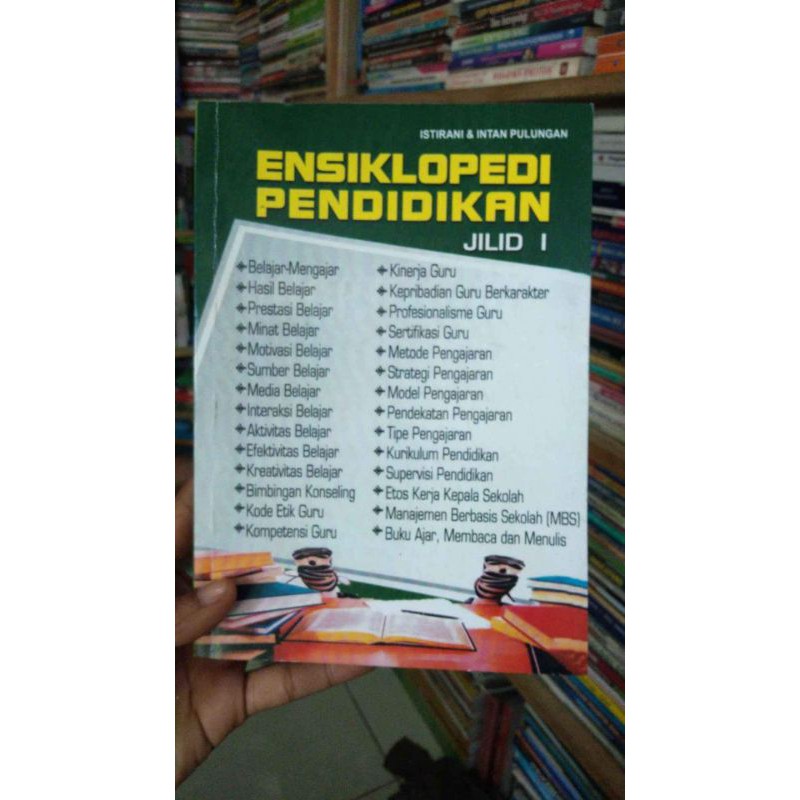 ISTIRANI & INTAN PULUNGAN
ENSIKLOPEDI
PENDIDIKAN
JILID I
Belajar-Mengajar
Hasil Belajar
Prestasi Belajar
Minat Belajar
Motivasi Belajar
Sumber Belajar
Media Belajar
Interaksi Belajar
Aktivitas Belajar
Efektivitas Belajar
Kreativitas Belajar
Bimbingan Konseling
Kode Etik Guru
Kompetensi Guru
Kinerja Guru
Kepribadian Guru Berkarakter
Profesionalisme Guru
Sertifikasi Guru
Metode Pengajaran
Strategi Pengajaran
Model Pengajaran
Pendekatan Pengajaran
Tipe Pengajaran
Kurikulum Pendidikan
Supervisi Pendidikan
Etos Kerja Kepala Sekolah
Manajemen Berbasis Sekolah (MBS)
Buku Ajar, Membaca dan Menulis